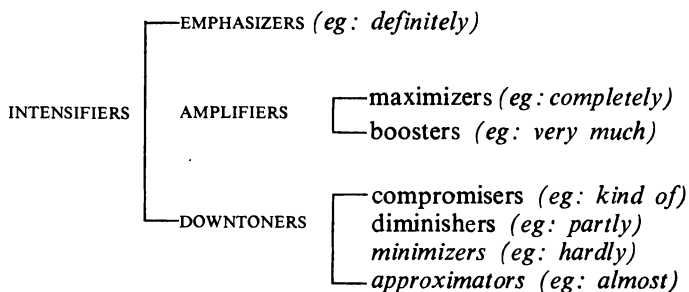 EMPHASIZERS (eg: definitely)
INTENSIFIERS AMPLIFIERS maximizers (eg: completely)
boosters (eg: very much)
DOWNTONERS compromisers (eg: kind of)
diminishers (eg: partly)
minimizers (eg: hardly)
approximators (eg: almost)